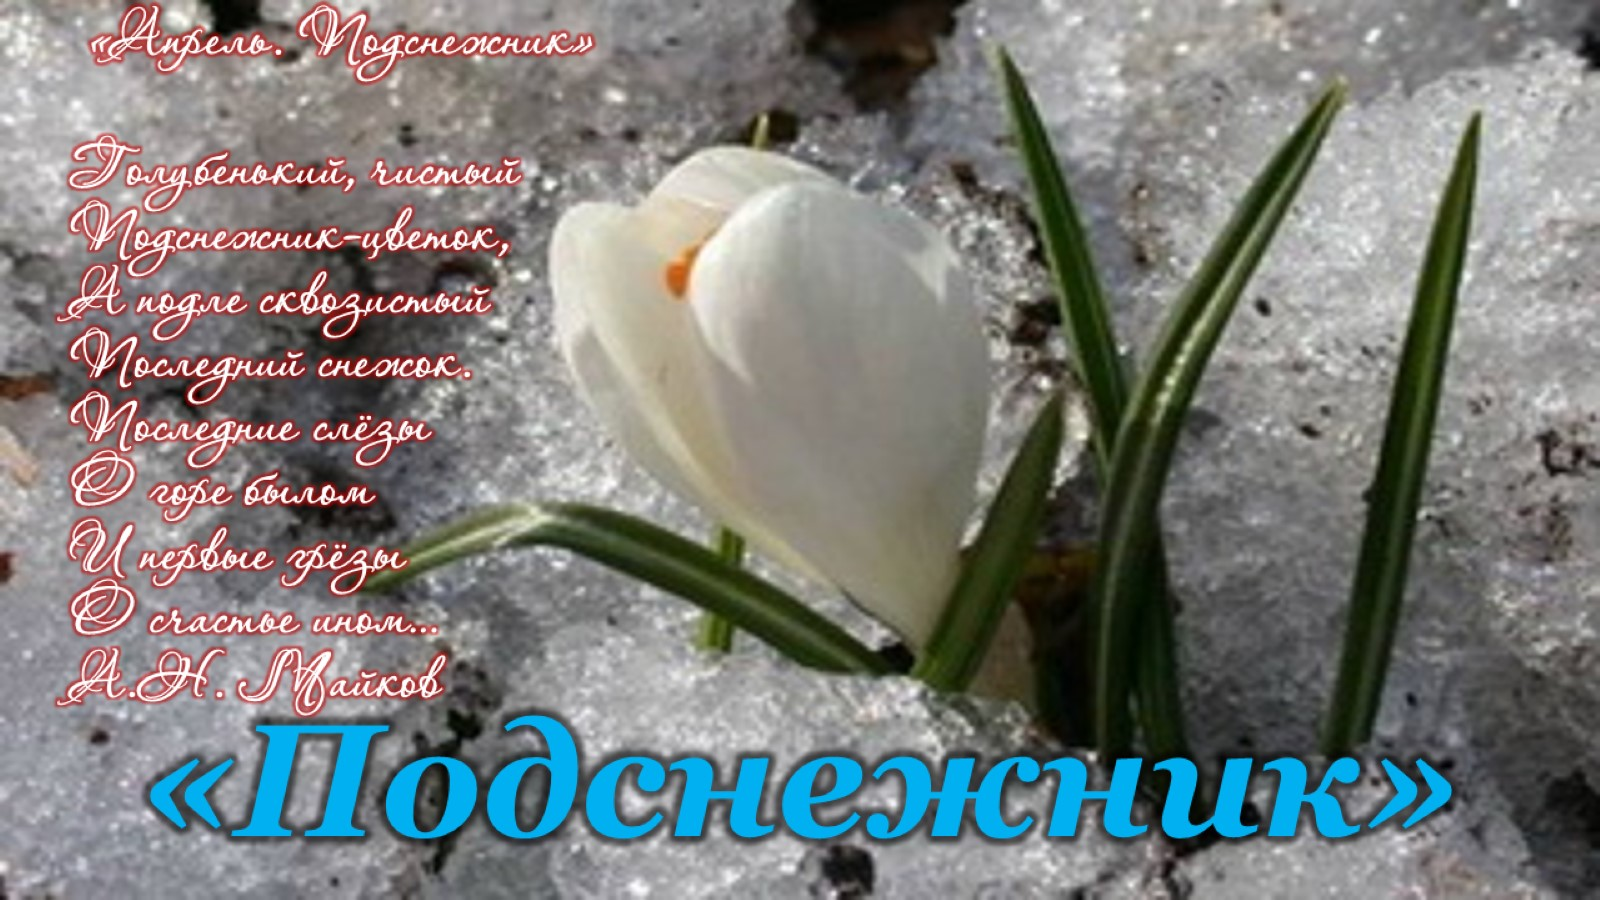 «Апрель. Подснежник»
Голубенький, чистый
Подснежник-цветок,
А подле сквозистый
Последний снежок.
Последние слёзы
О горе былом
И первые грёзы
О счастье ином...
А.Н. Майков
«Подснежник»